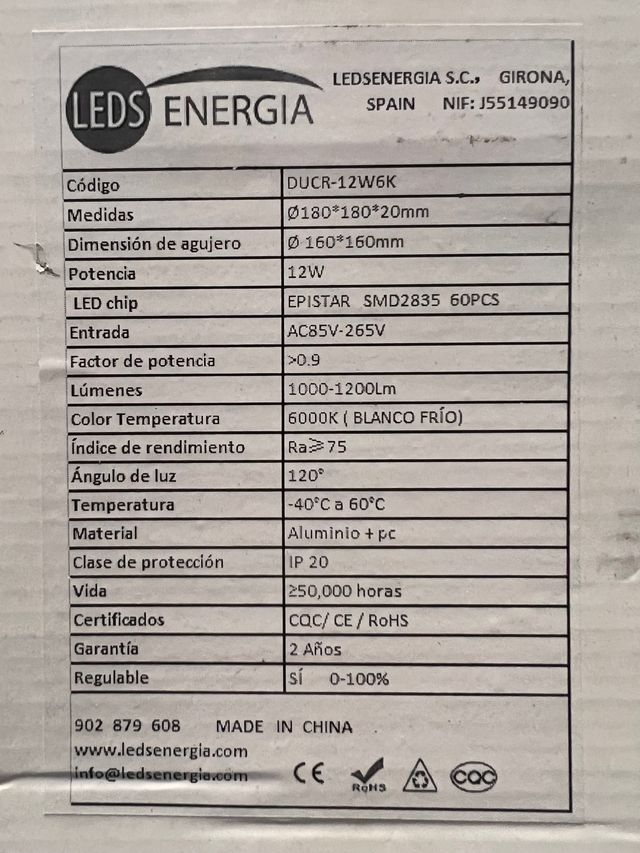 LEDS ENERGIA
LEDSENERGIA S.C., GIRONA,
SPAIN NIF: J55149090
Código DUCR-12W6K
Medidas Ø180*180*20mm
Dimensión de agujero Ø 160*160mm
Potencia 12W
LED chip EPISTAR SMD2835 60PCS
Entrada AC85V-265V
Factor de potencia >0.9
Lúmenes 1000-1200Lm
Color Temperatura 6000K ( BLANCO FRÍO)
Índice de rendimiento Ra⩾75
Ángulo de luz 120°
Temperatura -40°C a 60°C
Material Aluminio + pc
Clase de protección IP 20
Vida ≥50,000 horas
Certificados CQC/ CE / RoHS
Garantía 2 Años
Regulable SÍ 0-100%
902 879 608 MADE IN CHINA
www.ledsenergia.com
info@ledsenergia.com
CE RoHS CQC